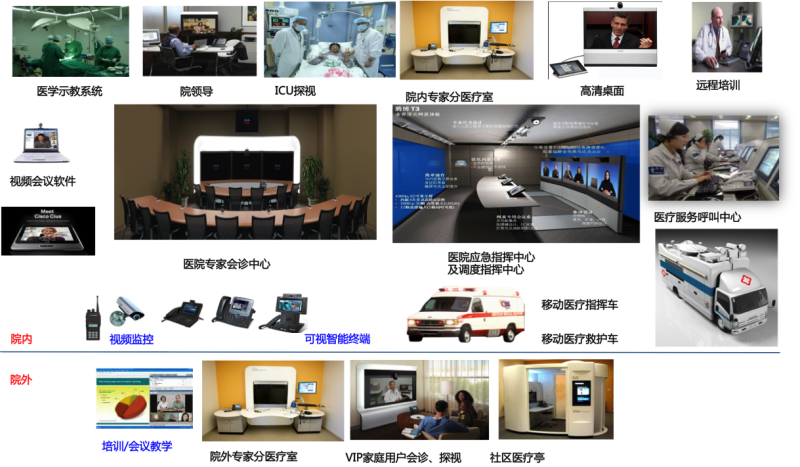 医学示教系统
院领导
ICU探视
院内专家分医疗室
高清桌面
远程培训
视频会议软件
Meet
Cisco Cius
医院专家会诊中心
腾博 T3
医院应急指挥中心
及调度指挥中心
医疗服务呼叫中心
移动医疗指挥车
移动医疗救护车
院内
视频监控
可视智能终端
院外
培训/会议教学
院外专家分医疗室
VIP家庭用户会诊、探视
社区医疗亭